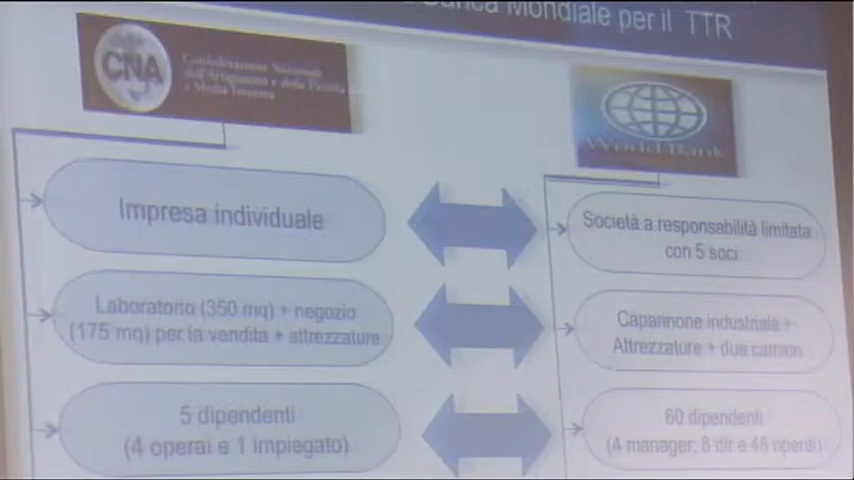 Banca Mondiale per il TTR
CNA
Confederazione Nazionale
dell'Artigianato e della Piccola
e Media Impresa
World Bank
Impresa individuale
Società a responsabilità limitata
con 5 soci
Laboratorio (350 mq) + negozio
(175 mq) per la vendita + attrezzature
Capannone industriale +
Attrezzature + due camion
5 dipendenti
(4 operai e 1 impiegato)
60 dipendenti
(4 manager; 8 dir e 48 operai)